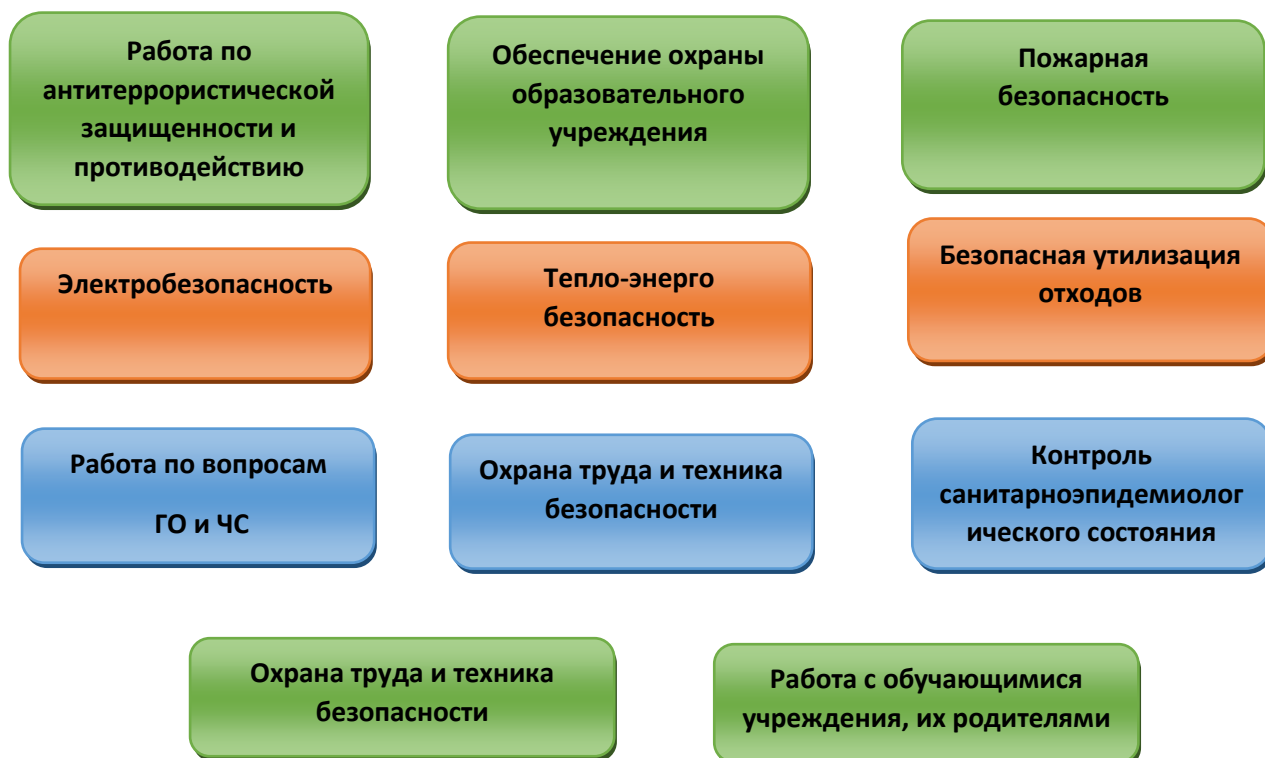 Работа по
антитеррористической
защищенности и
противодействию
Обеспечение охраны
образовательного
учреждения
Пожарная
безопасность
Электробезопасность
Тепло-энерго
безопасность
Безопасная утилизация
отходов
Работа по вопросам
ГО и ЧС
Охрана труда и техника
безопасности
Контроль
санитарноэпидемиолог
ического состояния
Охрана труда и техника
безопасности
Работа с обучающимися
учреждения, их родителями